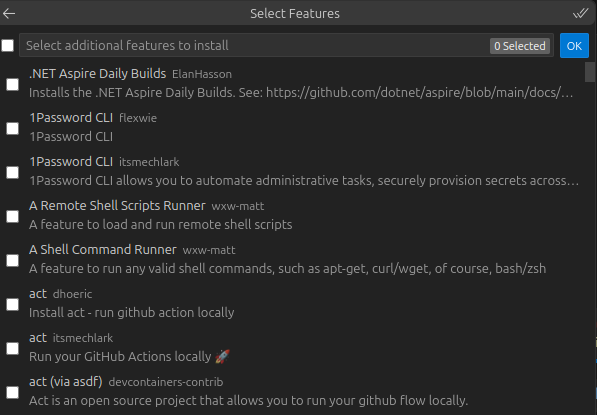 Select Features
Select additional features to install 0 Selected OK
.NET Aspire Daily Builds ElanHasson
Installs the .NET Aspire Daily Builds. See: https://github.com/dotnet/aspire/blob/main/docs/…
1Password CLI flexwie
1Password CLI
1Password CLI itsmechlark
1Password CLI allows you to automate administrative tasks, securely provision secrets across…
A Remote Shell Scripts Runner wxw-matt
A feature to load and run remote shell scripts
A Shell Command Runner wxw-matt
A feature to run any valid shell commands, such as apt-get, curl/wget, of course, bash/zsh
act dhoeric
Install act - run github action locally
act itsmechlark
Run your GitHub Actions locally 🚀
act (via asdf) devcontainers-contrib
Act is an open source project that allows you to run your github flow locally.